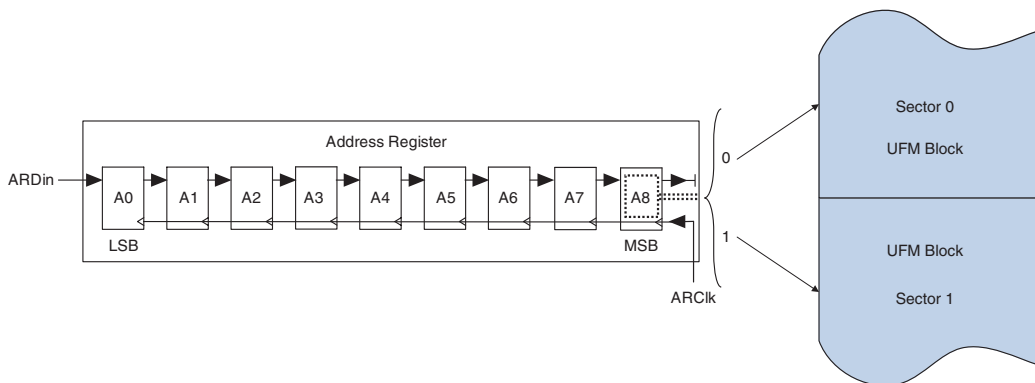 Address Register
ARDin
A0
A1
A2
A3
A4
A5
A6
A7
A8
LSB
MSB
ARClk
0
1
Sector 0
UFM Block
UFM Block
Sector 1